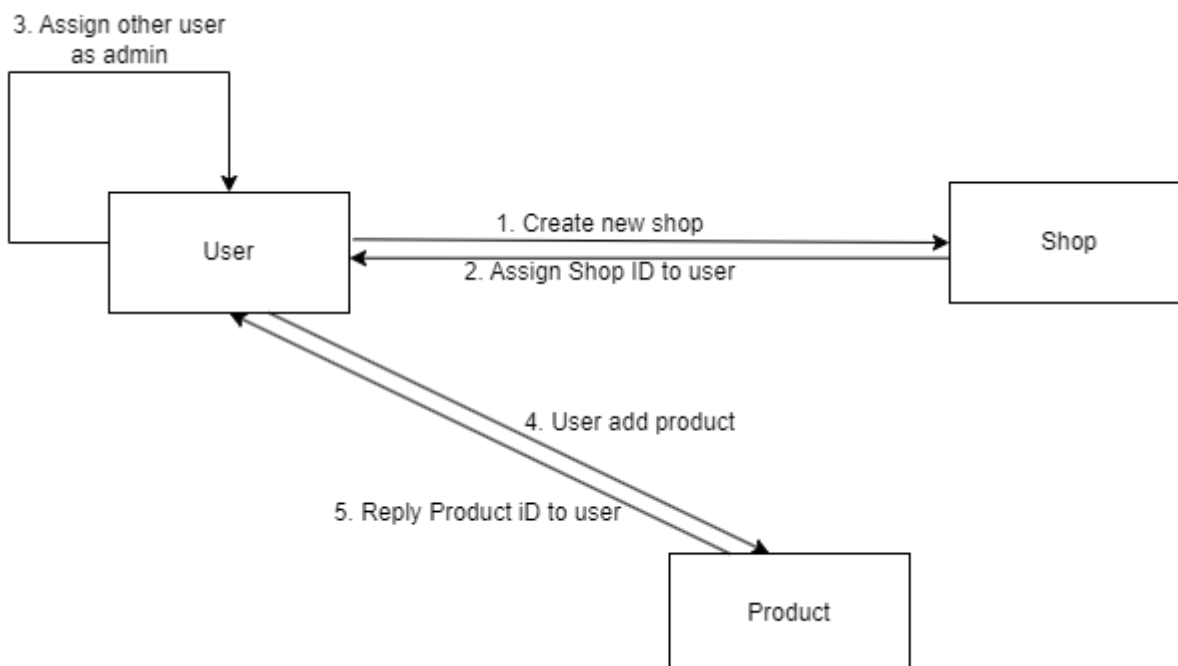 3. Assign other user
as admin
1. Create new shop
User
Shop
2. Assign Shop ID to user
4. User add product
5. Reply Product iD to user
Product